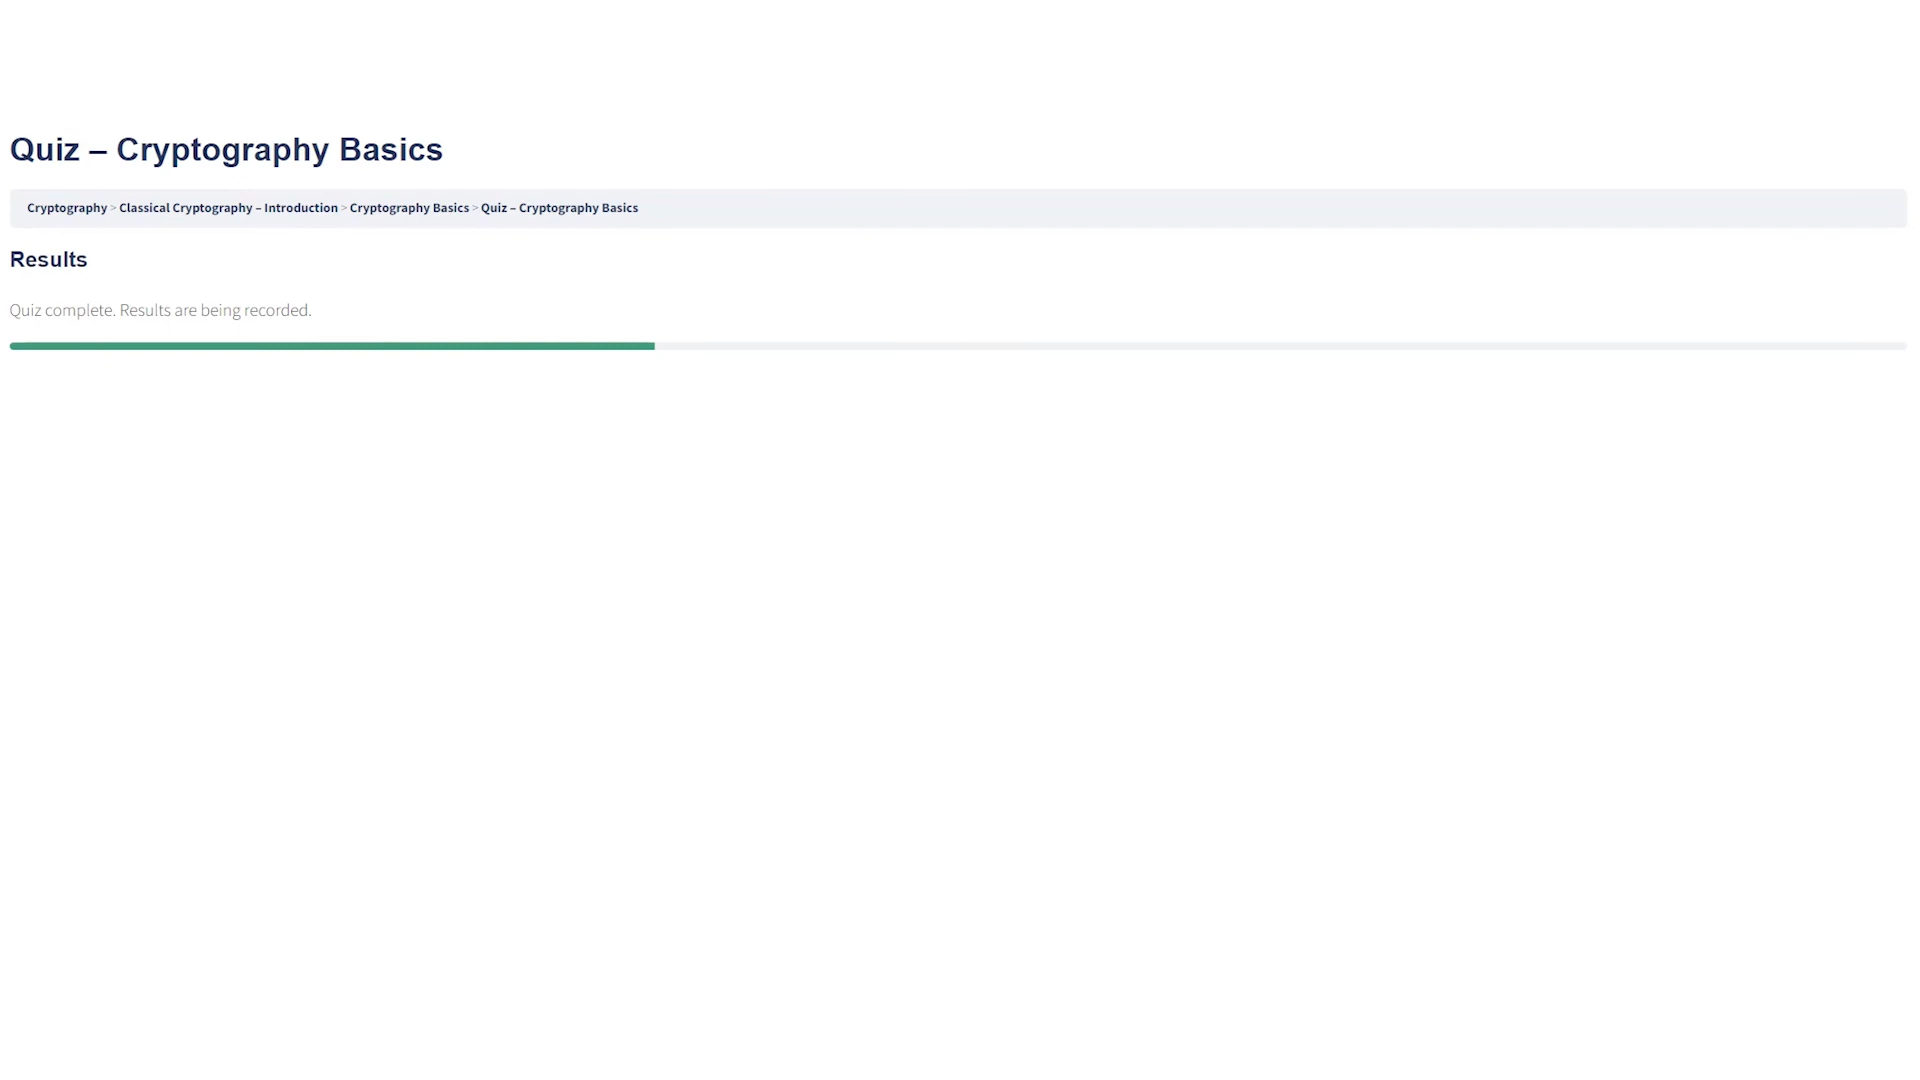 Quiz – Cryptography Basics
Cryptography > Classical Cryptography – Introduction > Cryptography Basics > Quiz – Cryptography Basics
Results
Quiz complete. Results are being recorded.